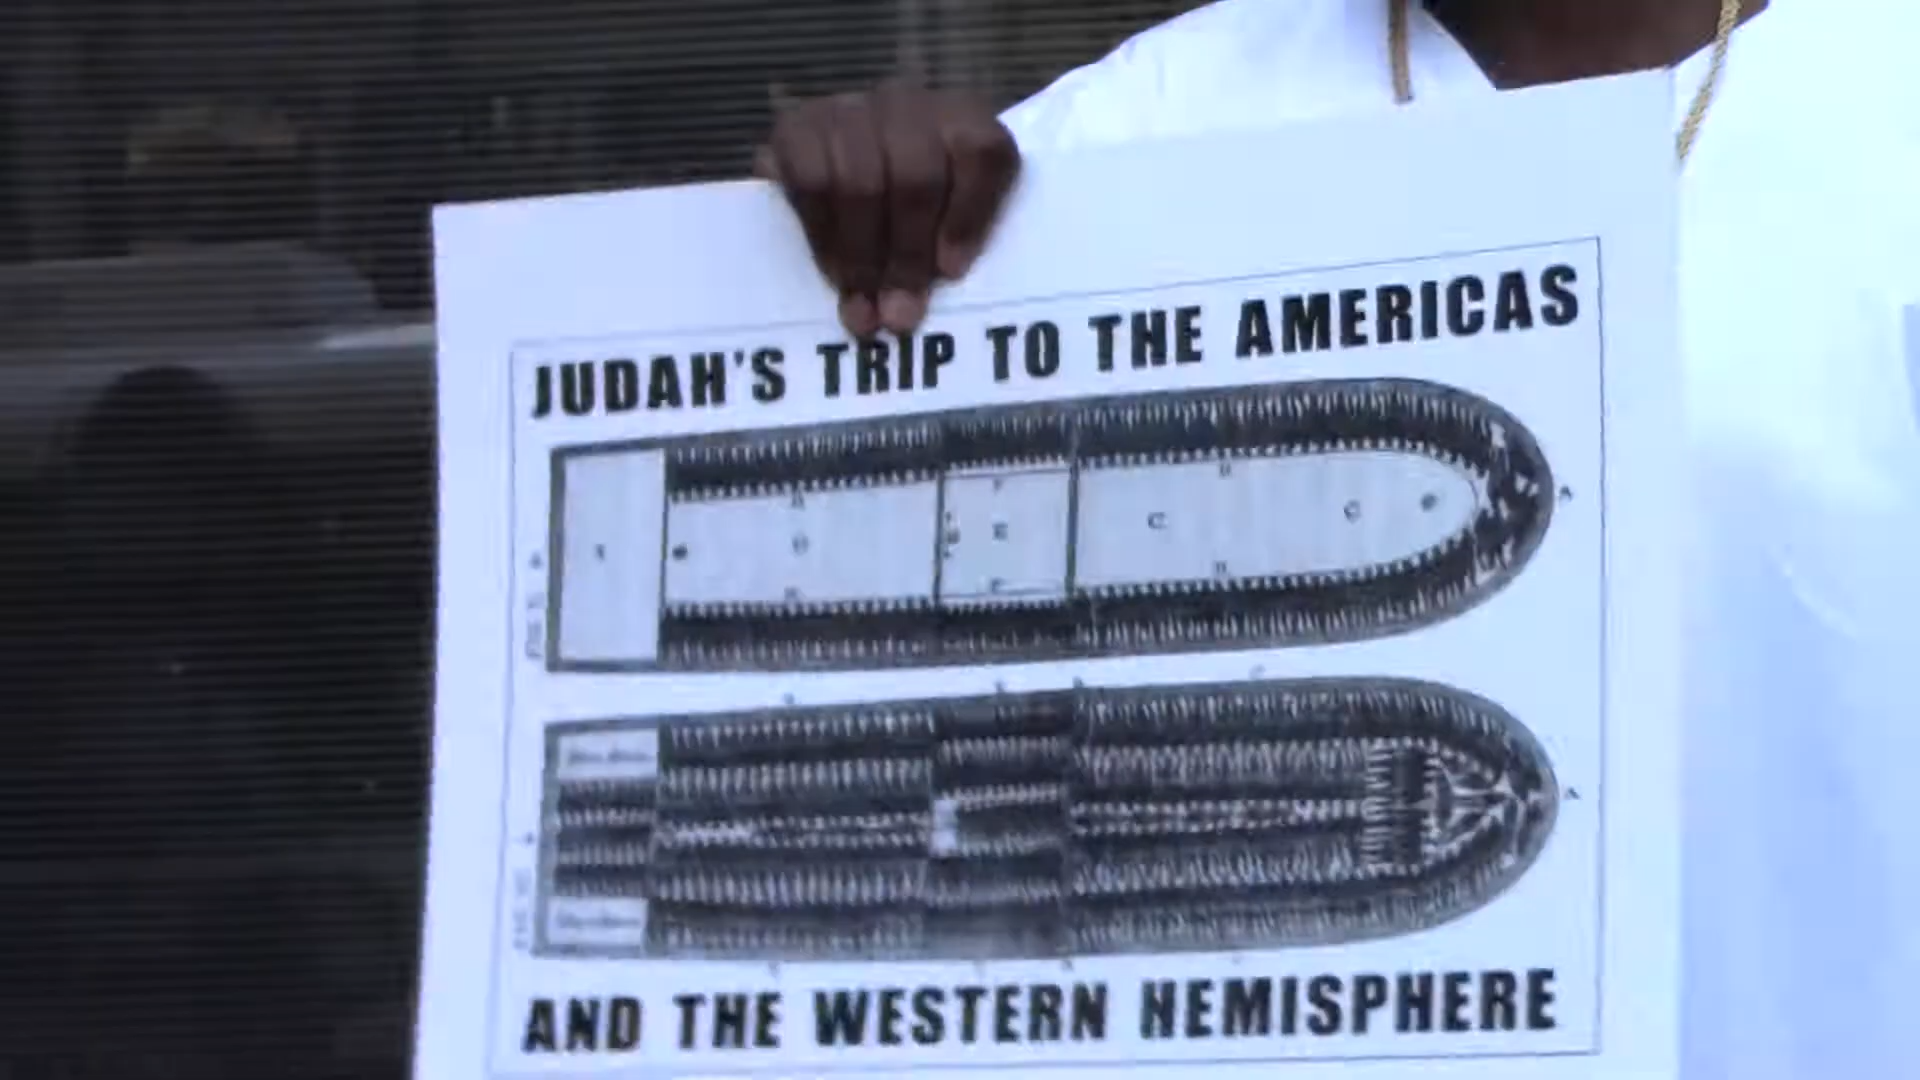 JUDAH'S TRIP TO THE AMERICAS
AND THE WESTERN HEMISPHERE